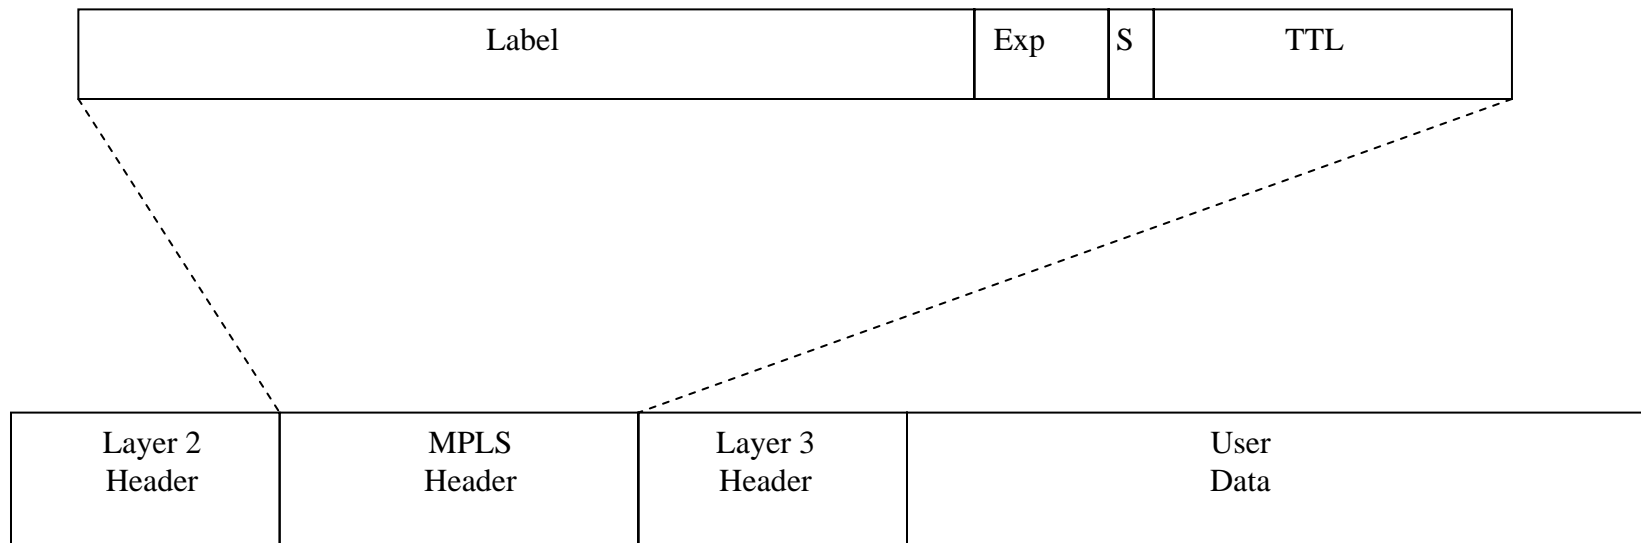 Label Exp S TTL
Layer 2 MPLS Layer 3 User
Header Header Header Data